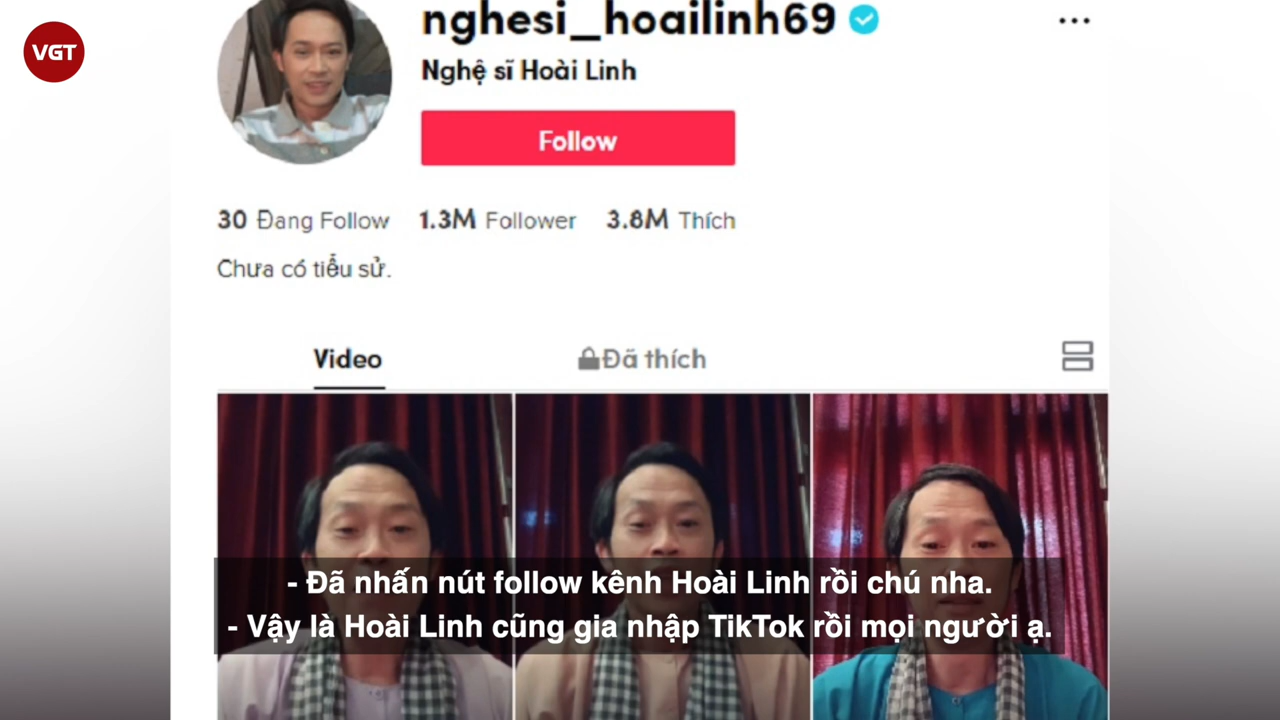 VGT
nghesi_hoailinh69
Nghệ sĩ Hoài Linh
Follow
30 Đang Follow 1.3M Follower 3.8M Thích
Chưa có tiểu sử.
Video Đã thích
- Đã nhấn nút follow kênh Hoài Linh rồi chú nha.
- Vậy là Hoài Linh cũng gia nhập TikTok rồi mọi người ạ.